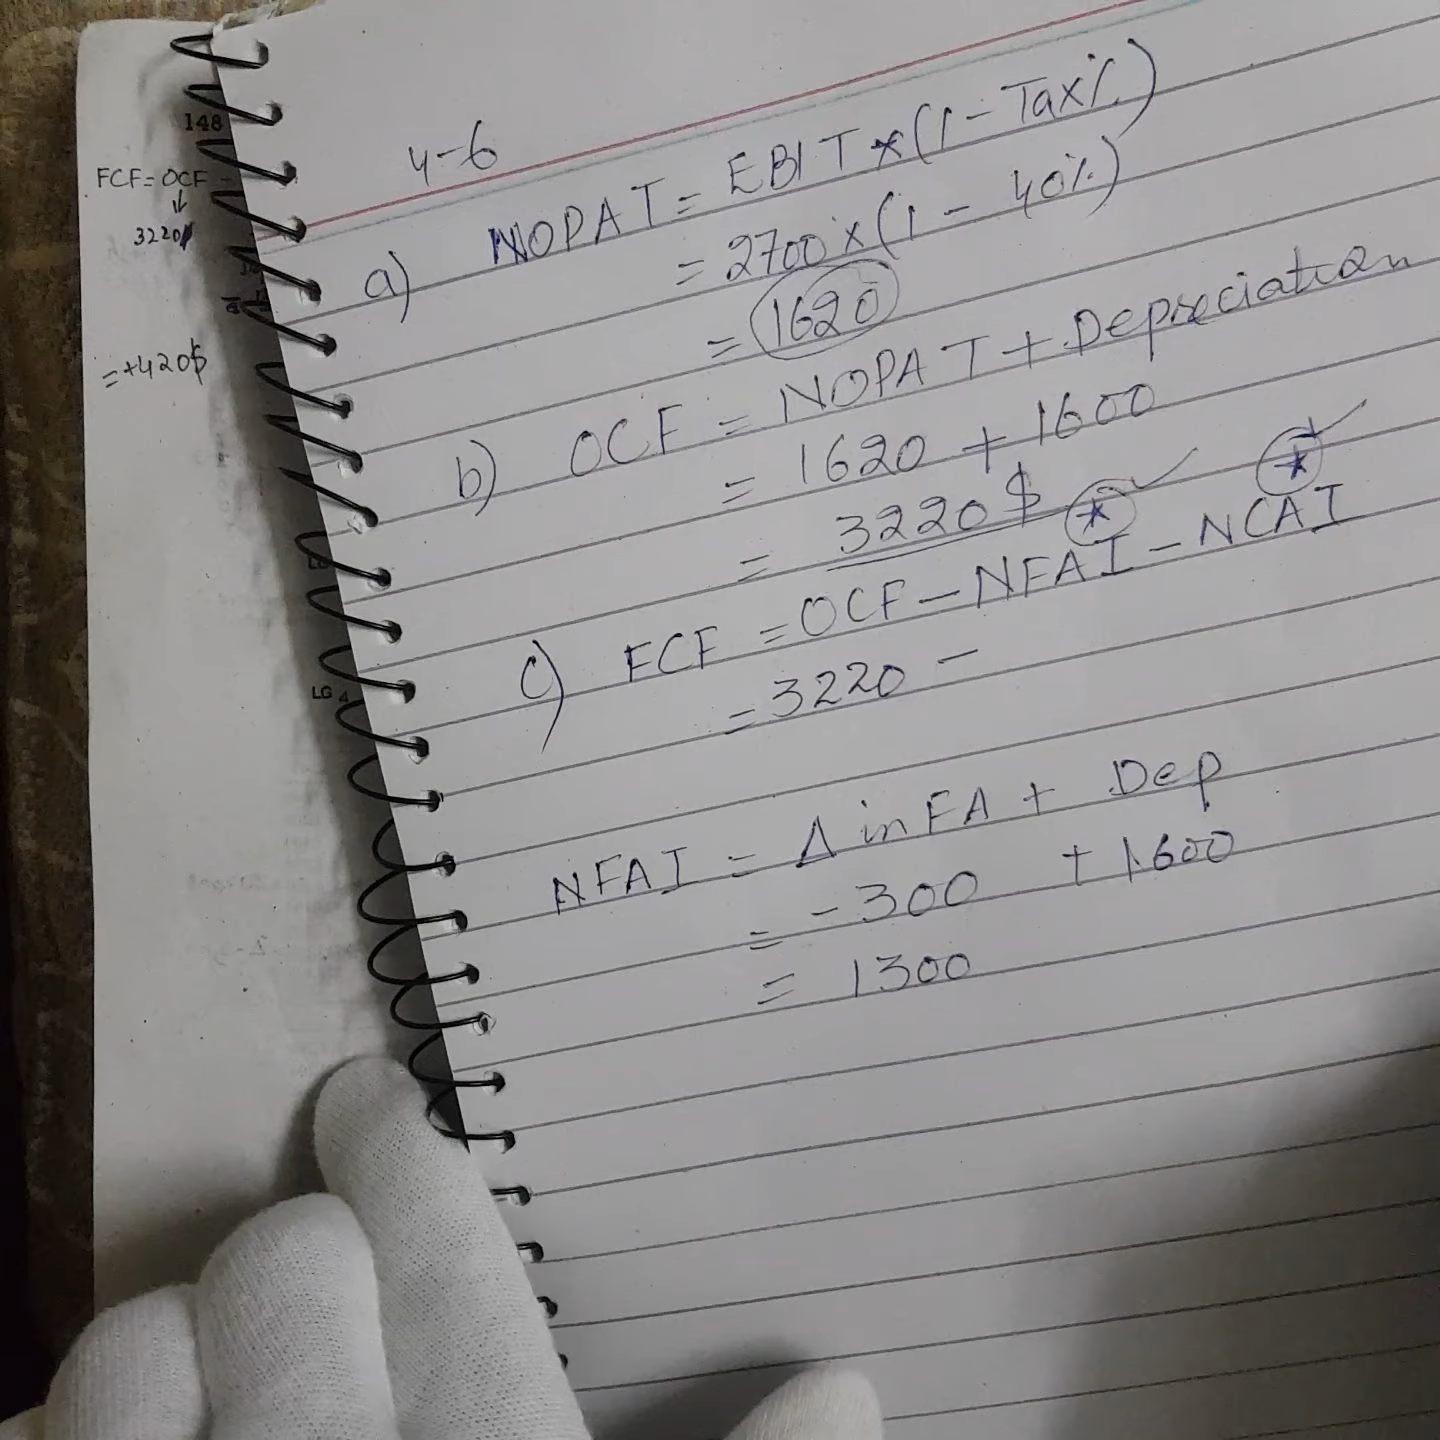 148
FCF = OCF -
↓
3220$
= +420$
LG 4
4-6
a) NOPAT = EBIT * (1 - Tax%)
= 2700 × (1 - 40%)
= 1620
b) OCF = NOPAT + Depreciation
= 1620 + 1600
= 3220$
c) FCF = OCF - NFAI - NCAI
= 3220 -
NFAI = Δ in FA + Dep
= -300 + 1600
= 1300